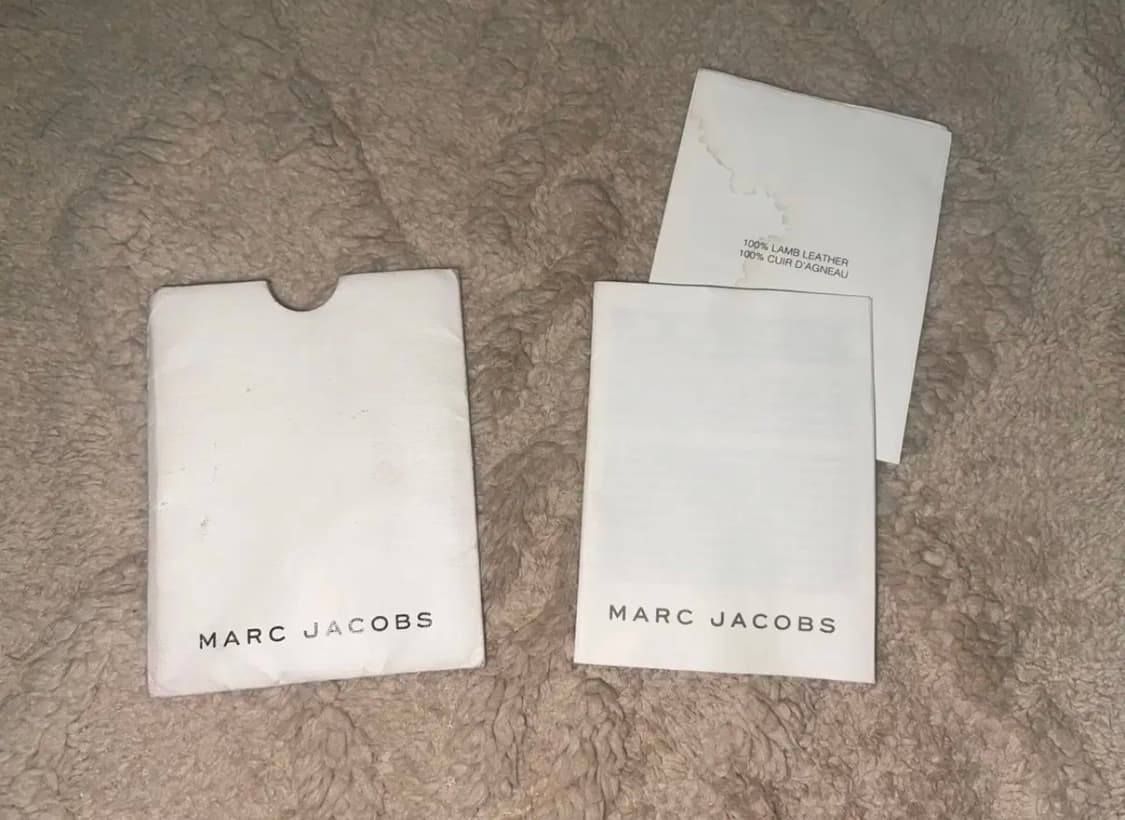 100% LAMB LEATHER
100% CUIR D'AGNEAU
MARC JACOBS
MARC JACOBS